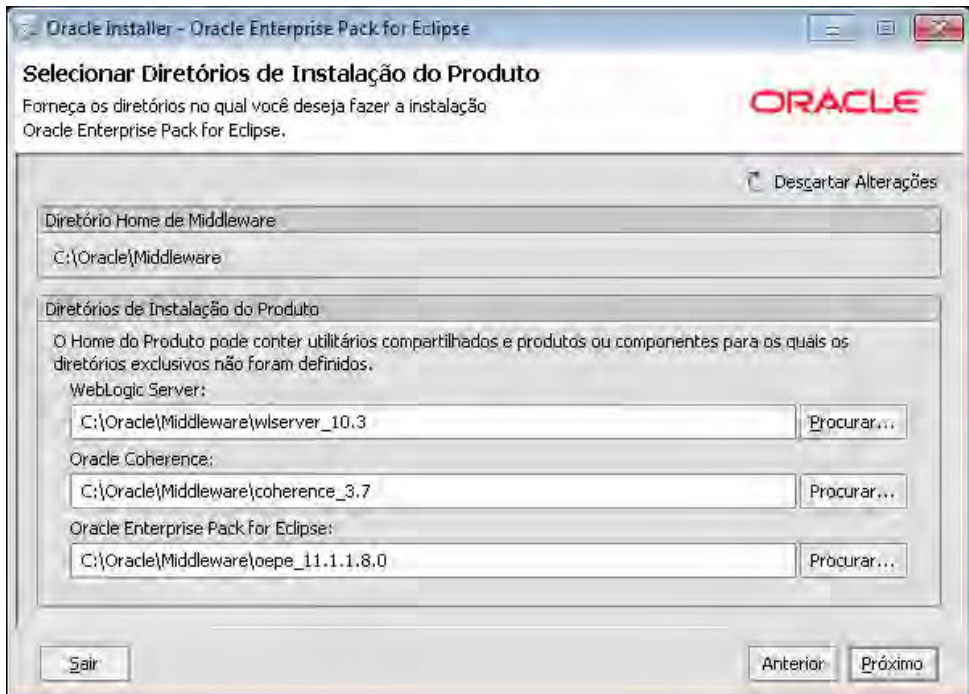 Oracle Installer - Oracle Enterprise Pack for Eclipse
Selecionar Diretórios de Instalação do Produto
Forneça os diretórios no qual você deseja fazer a instalação
Oracle Enterprise Pack for Eclipse.
ORACLE
Descartar Alterações
Diretório Home de Middleware
C:\Oracle\Middleware
Diretórios de Instalação do Produto
O Home do Produto pode conter utilitários compartilhados e produtos ou componentes para os quais os
diretórios exclusivos não foram definidos.
WebLogic Server:
C:\Oracle\Middleware\wlserver_10.3 Procurar...
Oracle Coherence:
C:\Oracle\Middleware\coherence_3.7 Procurar...
Oracle Enterprise Pack for Eclipse:
C:\Oracle\Middleware\oepe_11.1.1.8.0 Procurar...
Sair Anterior Próximo